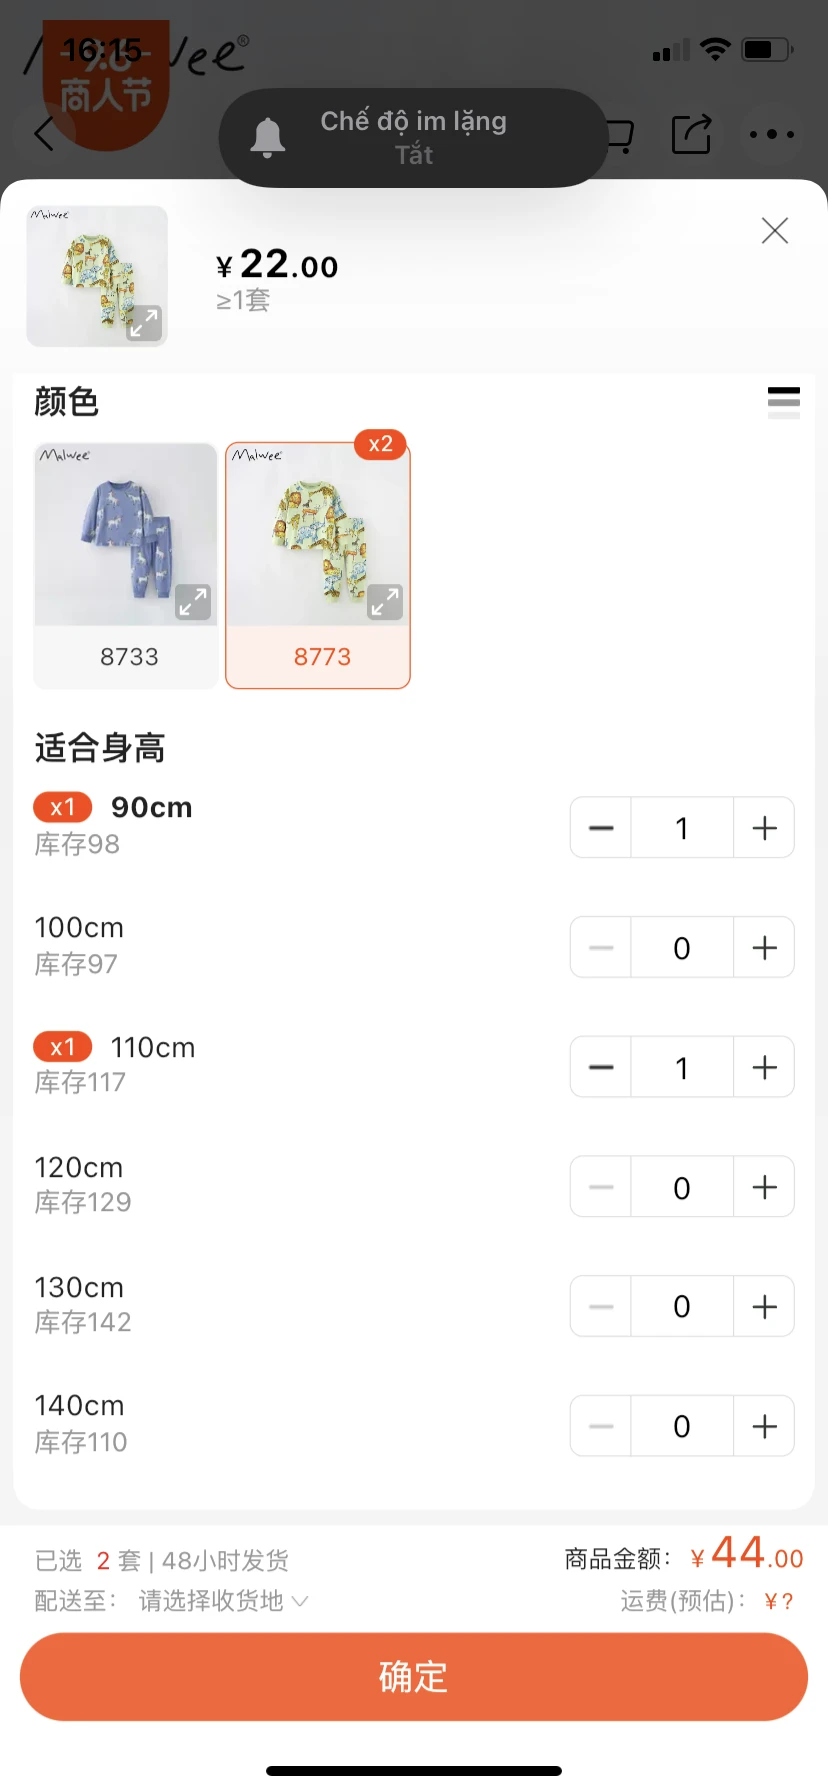 16:15
商人节
Chế độ im lặng
Tắt
Malwee
¥22.00
≥1套
颜色
x2
Malwee
Malwee
8733
8773
适合身高
x1 90cm
库存98
1
100cm
库存97
0
x1 110cm
库存117
1
120cm
库存129
0
130cm
库存142
0
140cm
库存110
0
已选 2 套 | 48小时发货
商品金额: ¥44.00
配送至: 请选择收货地
运费(预估): ¥?
确定